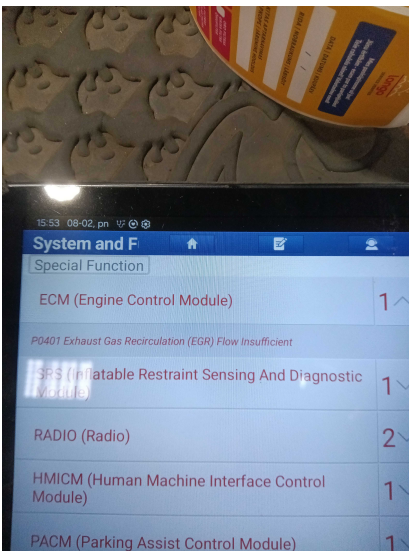 15:53 08-02, pn
System and F
Special Function
ECM (Engine Control Module)
1
P0401 Exhaust Gas Recirculation (EGR) Flow Insufficient
SRS (Inflatable Restraint Sensing And Diagnostic
Module)
1
RADIO (Radio)
2
HMICM (Human Machine Interface Control
Module)
1
PACM (Parking Assist Control Module)
1